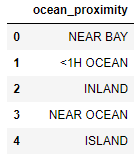 ocean_proximity
0 NEAR BAY
1 <1H OCEAN
2 INLAND
3 NEAR OCEAN
4 ISLAND